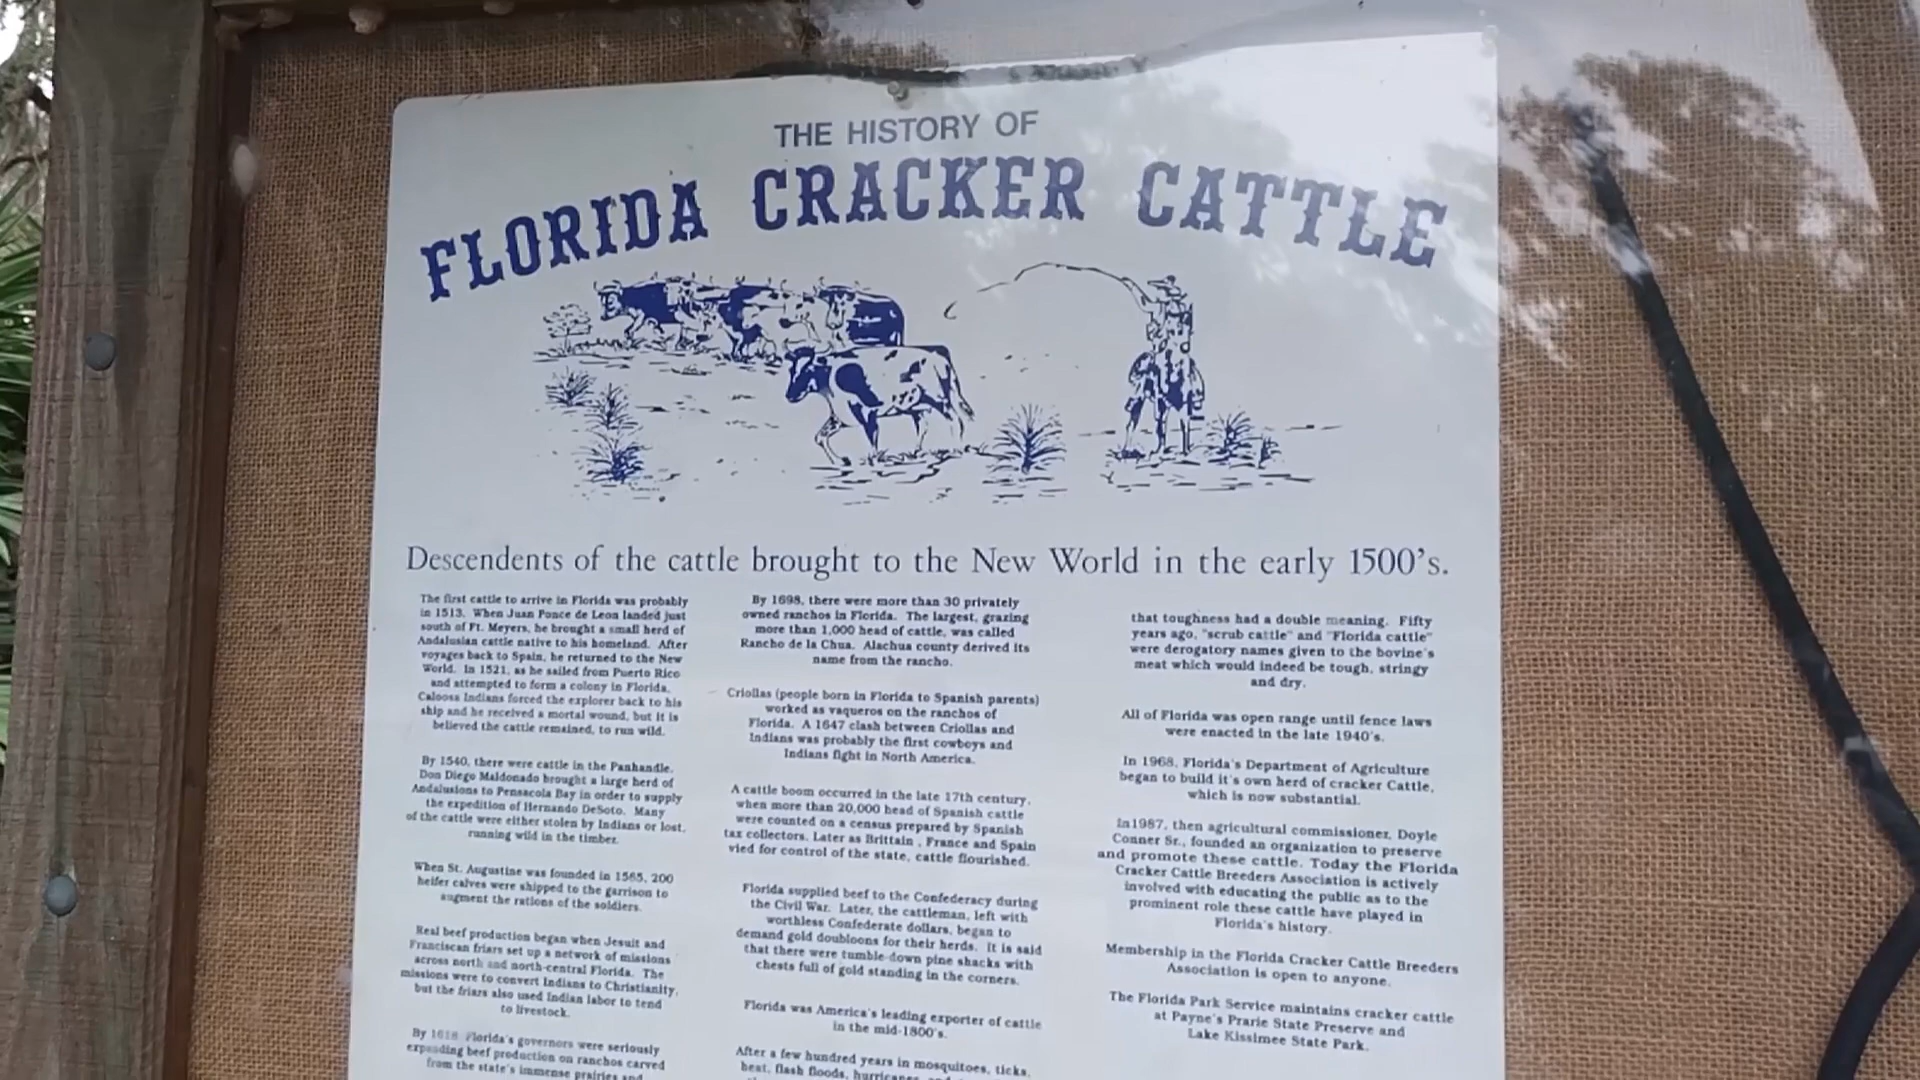 THE HISTORY OF
FLORIDA CRACKER CATTLE
Descendents of the cattle brought to the New World in the early 1500's.
The first cattle to arrive in Florida was probably
in 1513. When Juan Ponce de Leon landed just
south of Ft. Meyers, he brought a small herd of
Andalusian cattle native to his homeland. After
voyages back to Spain, he returned to the New
World. In 1521, as he sailed from Puerto Rico
and attempted to form a colony in Florida,
Caloosa Indians forced the explorer back to his
ship and he received a mortal wound, but it is
believed the cattle remained, to run wild.
By 1540, there were cattle in the Panhandle.
Don Diego Maldonado brought a large herd of
Andalusions to Pensacola Bay in order to supply
the expedition of Hernando DeSoto. Many
of the cattle were either stolen by Indians or lost,
running wild in the timber.
When St. Augustine was founded in 1565, 200
heifer calves were shipped to the garrison to
augment the rations of the soldiers.
Real beef production began when Jesuit and
Franciscan friars set up a network of missions
across north and north-central Florida. The
missions were to convert Indians to Christianity,
but the friars also used Indian labor to tend
to livestock.
By 1618 Florida's governors were seriously
expanding beef production on ranchos carved
from the state's immense prairies and
By 1698, there were more than 30 privately
owned ranchos in Florida. The largest, grazing
more than 1,000 head of cattle, was called
Rancho de la Chua. Alachua county derived its
name from the rancho.
Criollas (people born in Florida to Spanish parents)
worked as vaqueros on the ranchos of
Florida. A 1647 clash between Criollas and
Indians was probably the first cowboys and
Indians fight in North America.
A cattle boom occurred in the late 17th century,
when more than 20,000 head of Spanish cattle
were counted on a census prepared by Spanish
tax collectors. Later as Brittain , France and Spain
vied for control of the state, cattle flourished.
Florida supplied beef to the Confederacy during
the Civil War. Later, the cattleman, left with
worthless Confederate dollars, began to
demand gold doubloons for their herds. It is said
that there were tumble-down pine shacks with
chests full of gold standing in the corners.
Florida was America's leading exporter of cattle
in the mid-1800's.
After a few hundred years in mosquitoes, ticks,
heat, flash floods, hurricanes, and
that toughness had a double meaning. Fifty
years ago, "scrub cattle" and "Florida cattle"
were derogatory names given to the bovine's
meat which would indeed be tough, stringy
and dry.
All of Florida was open range until fence laws
were enacted in the late 1940's.
In 1968, Florida's Department of Agriculture
began to build it's own herd of cracker Cattle,
which is now substantial.
In1987, then agricultural commissioner, Doyle
Conner Sr., founded an organization to preserve
and promote these cattle. Today the Florida
Cracker Cattle Breeders Association is actively
involved with educating the public as to the
prominent role these cattle have played in
Florida's history.
Membership in the Florida Cracker Cattle Breeders
Association is open to anyone.
The Florida Park Service maintains cracker cattle
at Payne's Prarie State Preserve and
Lake Kissimee State Park.